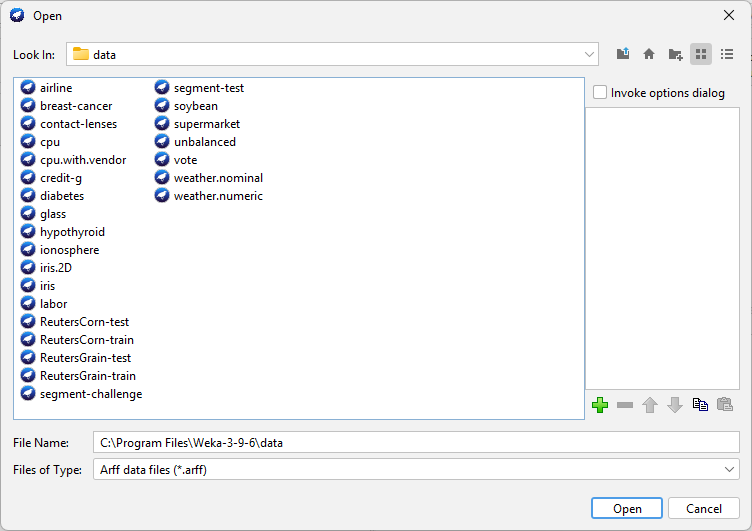 Open
Look In: data
airline
breast-cancer
contact-lenses
cpu
cpu.with.vendor
credit-g
diabetes
glass
hypothyroid
ionosphere
iris.2D
iris
labor
ReutersCorn-test
ReutersCorn-train
ReutersGrain-test
ReutersGrain-train
segment-challenge
segment-test
soybean
supermarket
unbalanced
vote
weather.nominal
weather.numeric
Invoke options dialog
File Name: C:\Program Files\Weka-3-9-6\data
Files of Type: Arff data files (*.arff)
Open Cancel